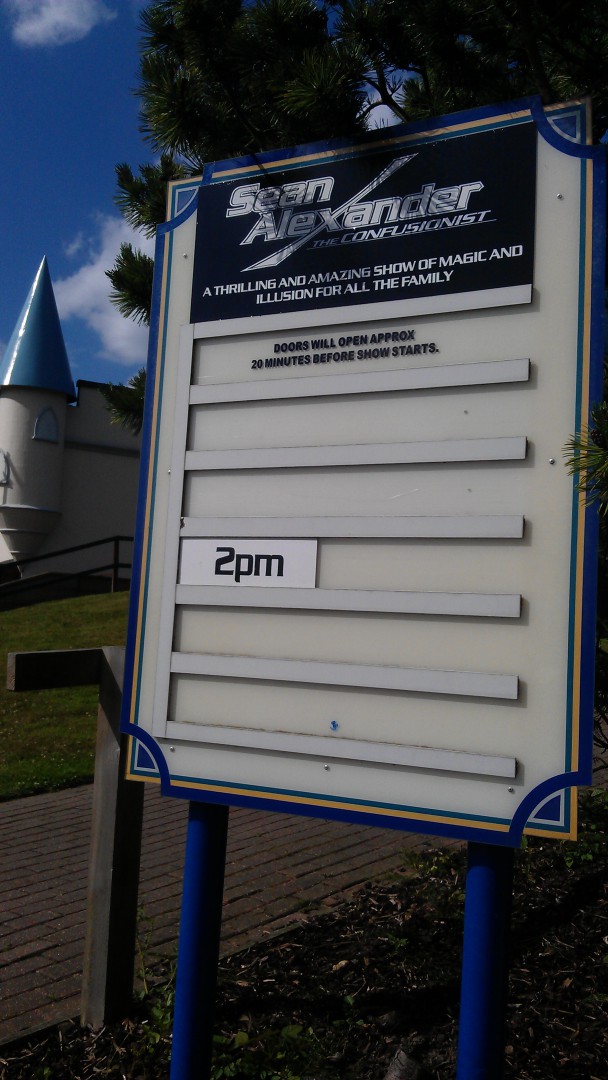 Sean
Alexander
THE CONFUSIONIST
A THRILLING AND AMAZING SHOW OF MAGIC AND
ILLUSION FOR ALL THE FAMILY
DOORS WILL OPEN APPROX
20 MINUTES BEFORE SHOW STARTS.
2pm